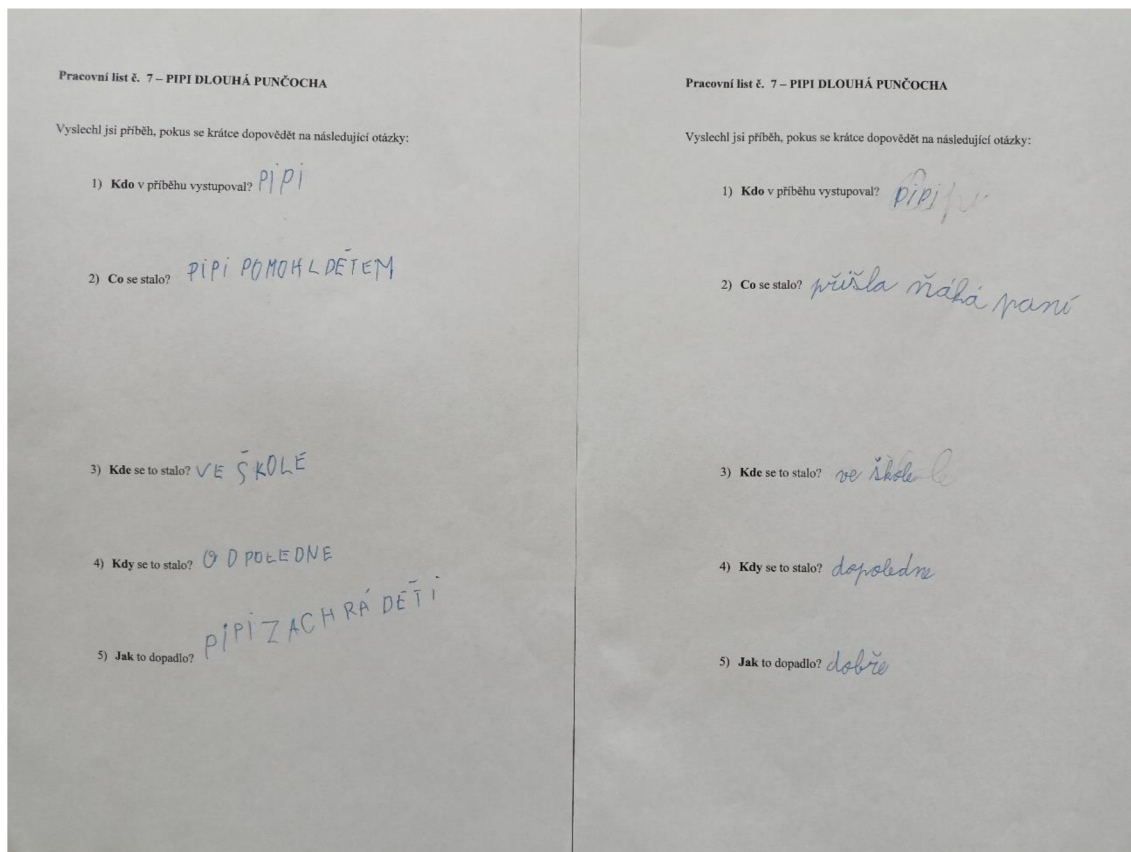 Pracovní list č. 7 – PIPI DLOUHÁ PUNČOCHA
Vyslechl jsi příběh, pokus se krátce dopovědět na následující otázky:
1) Kdo v příběhu vystupoval? PIPI
2) Co se stalo? PIPI POMOHL DĚTEM
3) Kde se to stalo? VE ŠKOLE
4) Kdy se to stalo? ODPOLEDNE
5) Jak to dopadlo? PIPI ZACHRÁ DĚTI
Pracovní list č. 7 – PIPI DLOUHÁ PUNČOCHA
Vyslechl jsi příběh, pokus se krátce dopovědět na následující otázky:
1) Kdo v příběhu vystupoval? pipi
2) Co se stalo? přišla ňáká paní
3) Kde se to stalo? ve škole
4) Kdy se to stalo? dopoledne
5) Jak to dopadlo? dobře